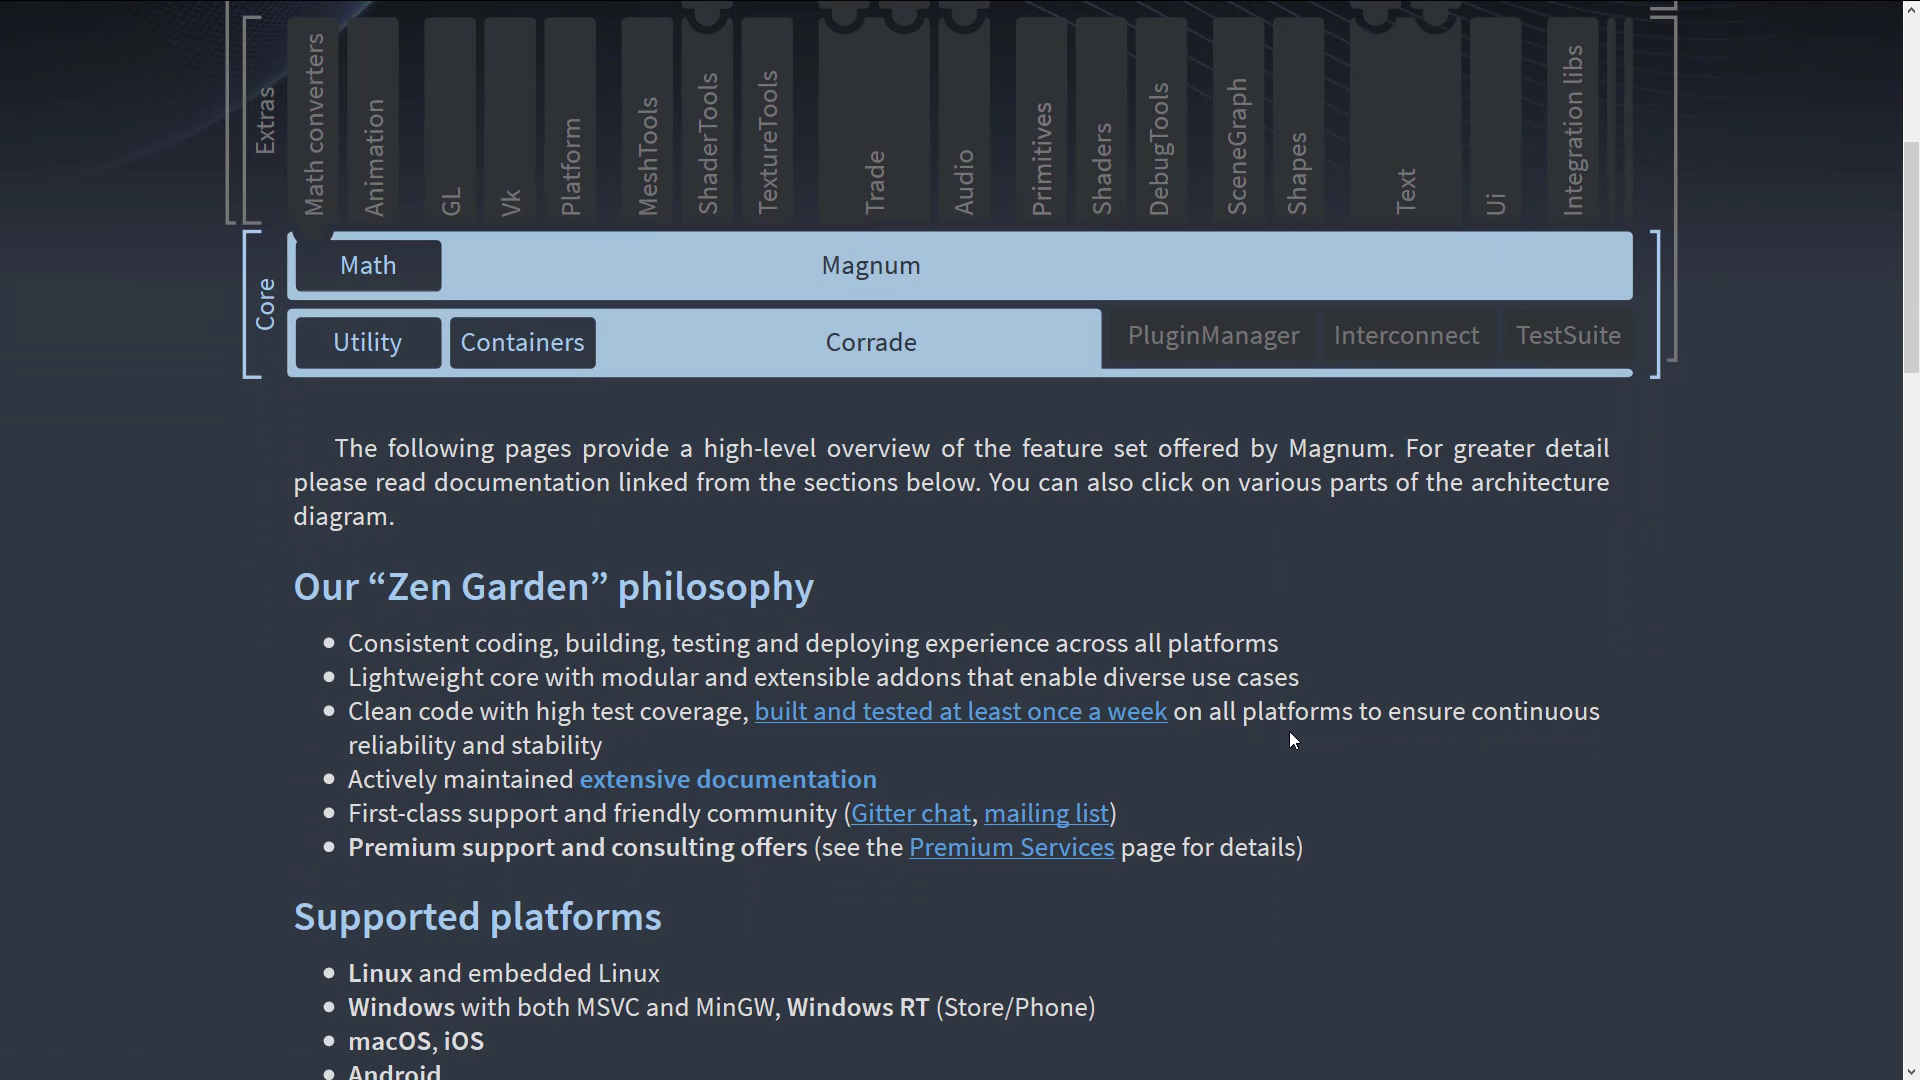 Extras
Math converters
Animation
GL
Vk
Platform
MeshTools
ShaderTools
TextureTools
Trade
Audio
Primitives
Shaders
DebugTools
SceneGraph
Shapes
Text
Ui
Integration libs
Core
Math
Magnum
Utility
Containers
Corrade
PluginManager
Interconnect
TestSuite
The following pages provide a high-level overview of the feature set offered by Magnum. For greater detail
please read documentation linked from the sections below. You can also click on various parts of the architecture
diagram.
Our “Zen Garden” philosophy
• Consistent coding, building, testing and deploying experience across all platforms
• Lightweight core with modular and extensible addons that enable diverse use cases
• Clean code with high test coverage, built and tested at least once a week on all platforms to ensure continuous
reliability and stability
• Actively maintained extensive documentation
• First-class support and friendly community (Gitter chat, mailing list)
• Premium support and consulting offers (see the Premium Services page for details)
Supported platforms
• Linux and embedded Linux
• Windows with both MSVC and MinGW, Windows RT (Store/Phone)
• macOS, iOS
• Android